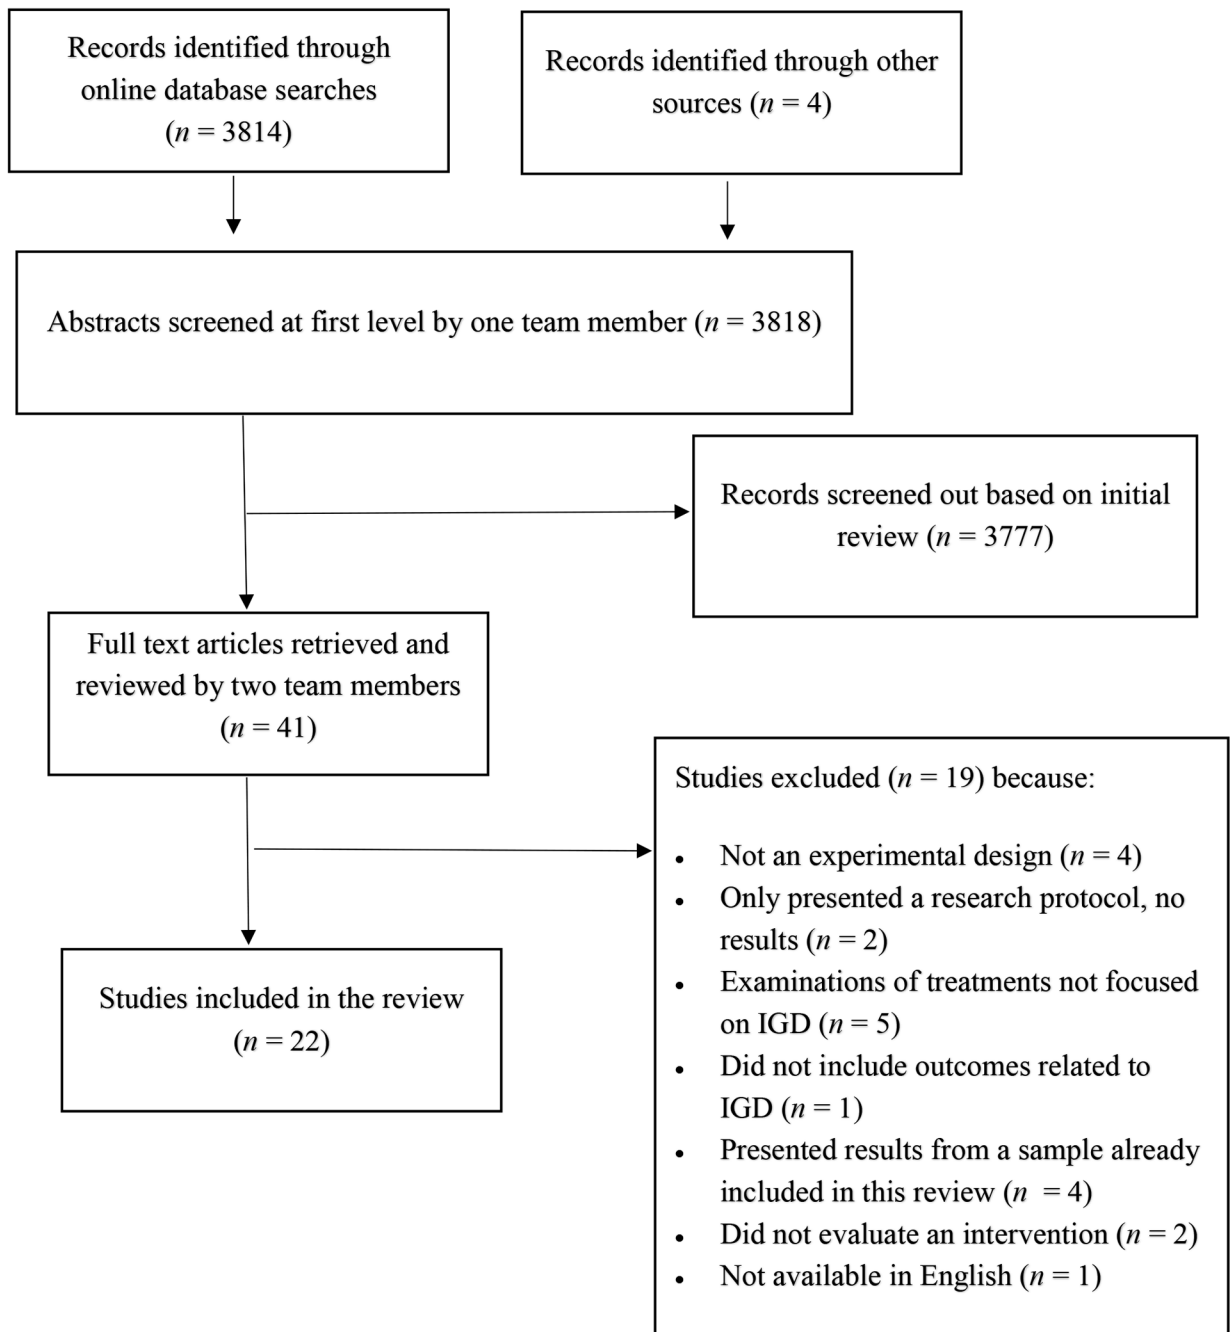 Records identified through
online database searches
(n = 3814)
Records identified through other
sources (n = 4)
Abstracts screened at first level by one team member (n = 3818)
Records screened out based on initial
review (n = 3777)
Full text articles retrieved and
reviewed by two team members
(n = 41)
Studies excluded (n = 19) because:
• Not an experimental design (n = 4)
• Only presented a research protocol, no
results (n = 2)
• Examinations of treatments not focused
on IGD (n = 5)
• Did not include outcomes related to
IGD (n = 1)
• Presented results from a sample already
included in this review (n = 4)
• Did not evaluate an intervention (n = 2)
• Not available in English (n = 1)
Studies included in the review
(n = 22)